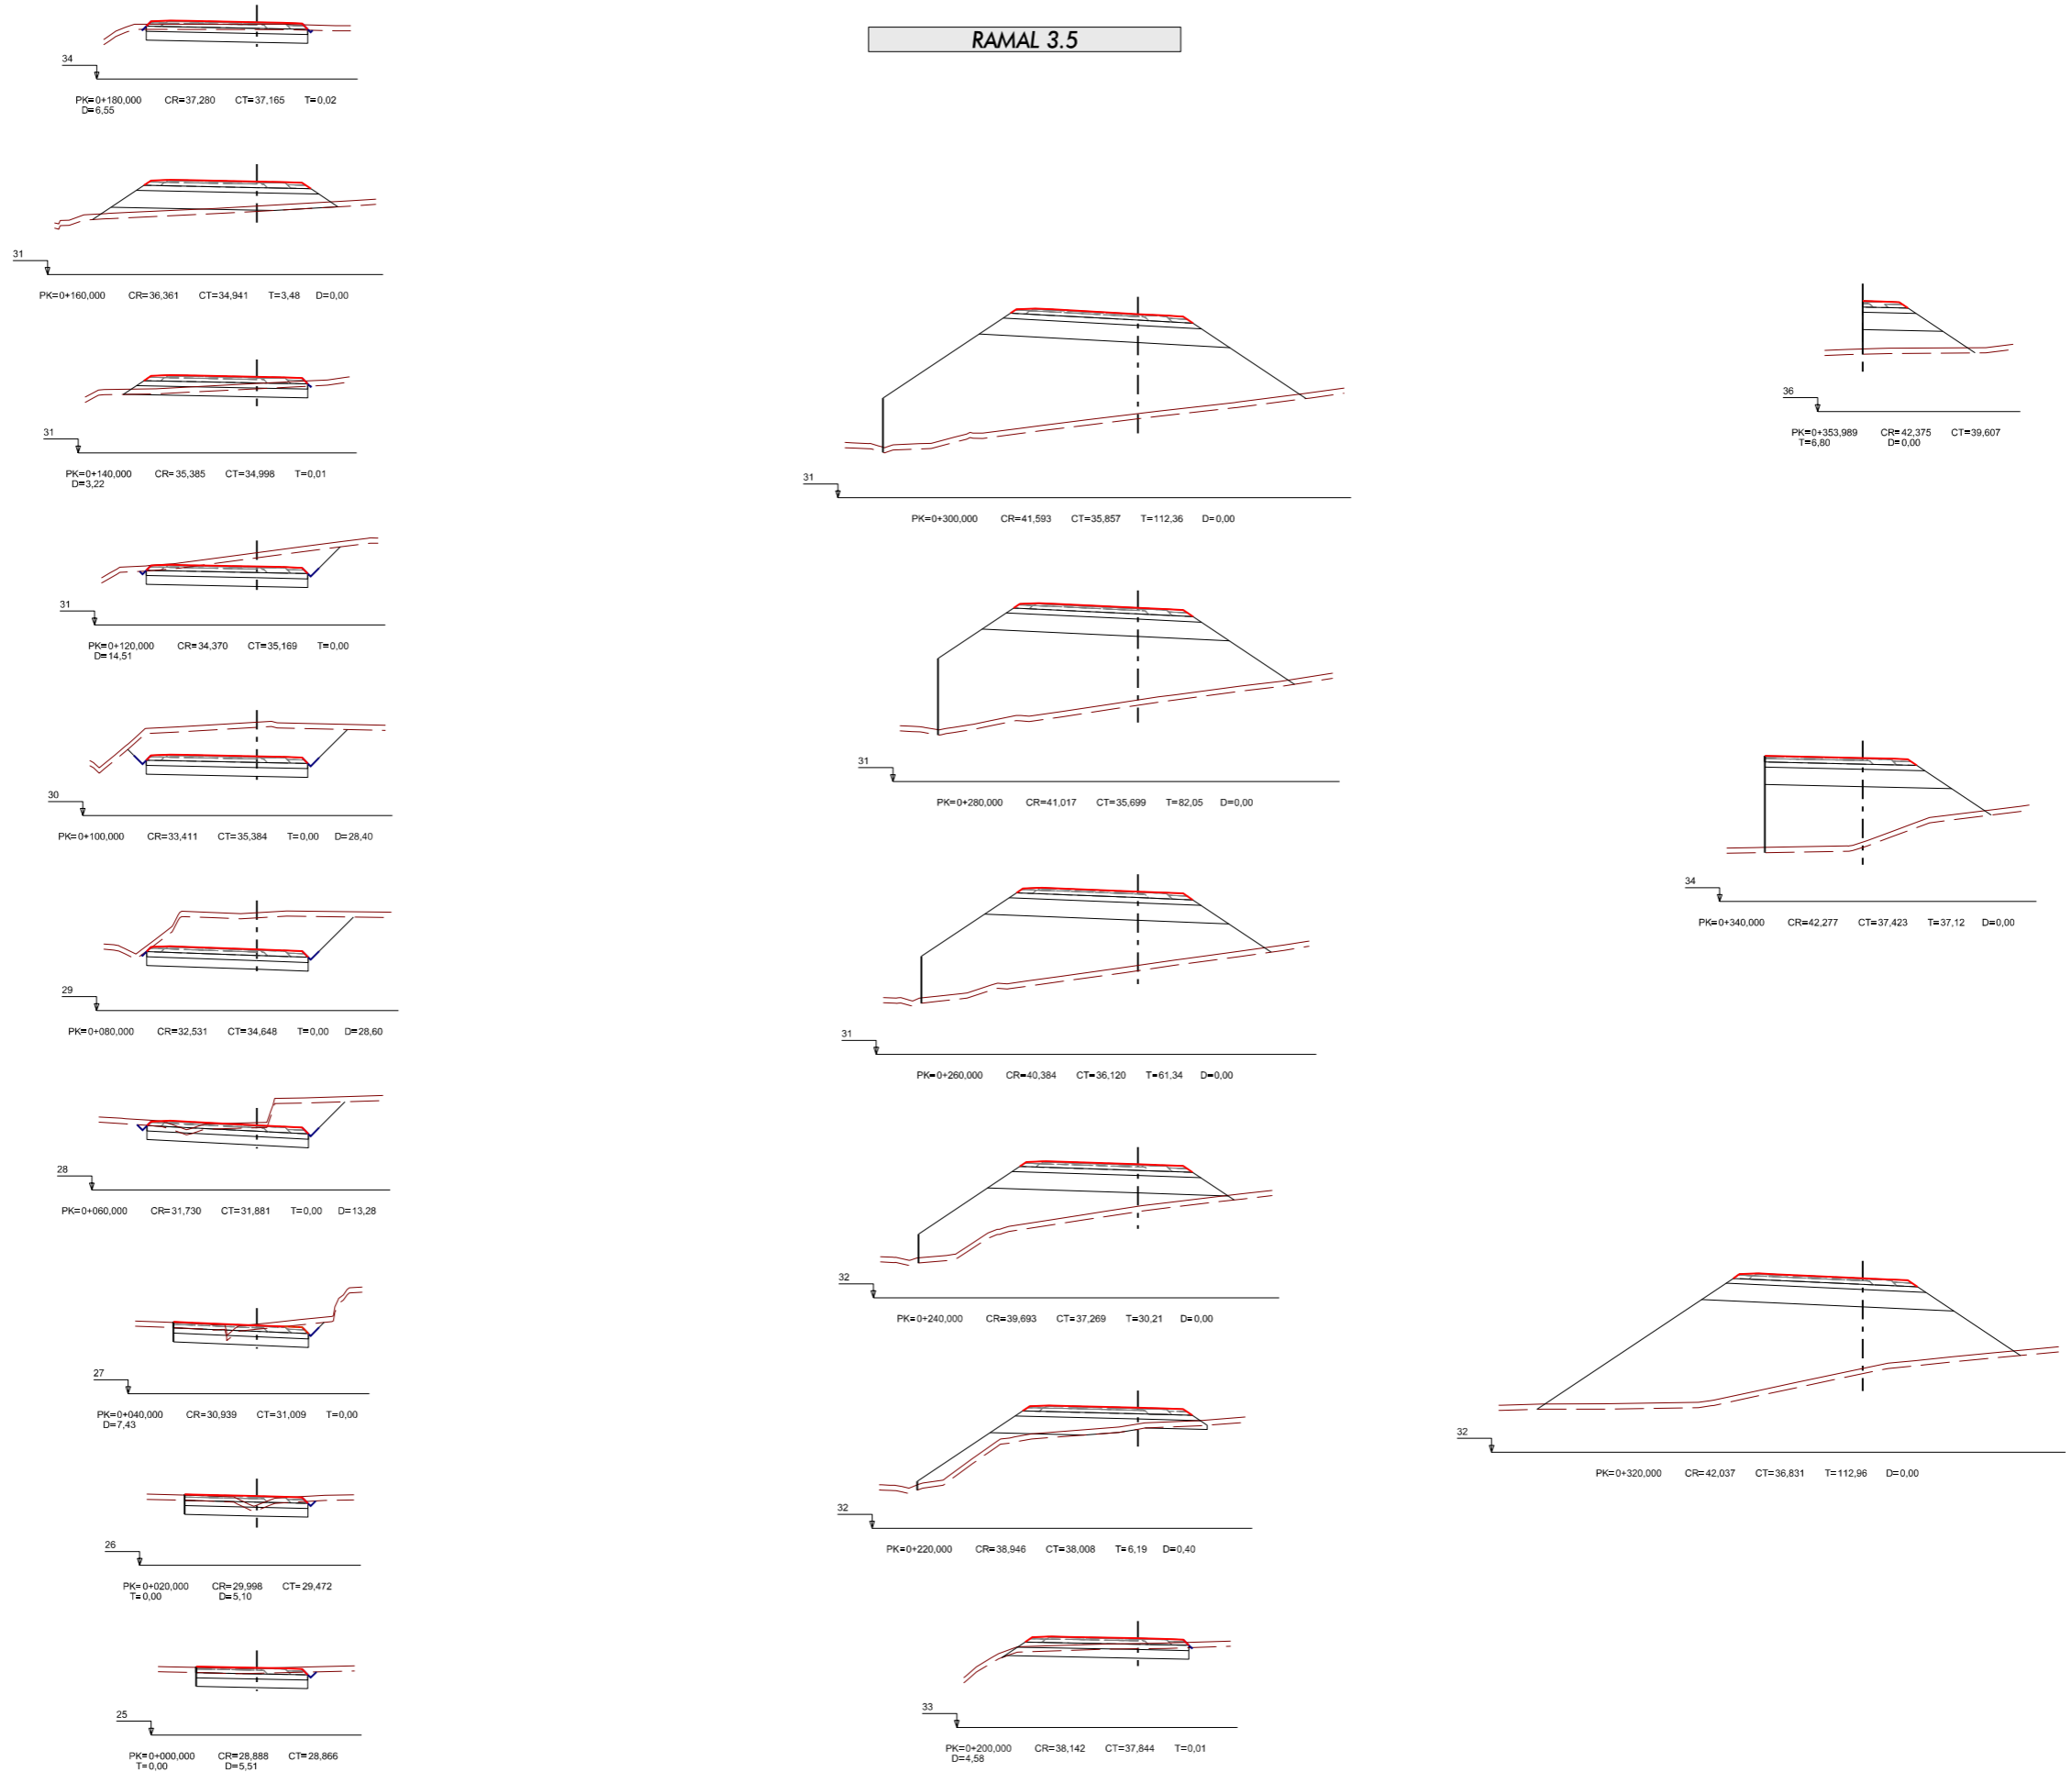 RAMAL 3.5
34
PK=0+180,000 CR=37,280 CT=37,165 T=0,02
D=6,55
31
PK=0+160,000 CR=36,361 CT=34,941 T=3,48 D=0,00
31
PK=0+140,000 CR=35,385 CT=34,998 T=0,01
D=3,22
31
PK=0+120,000 CR=34,370 CT=35,169 T=0,00
D=14,51
30
PK=0+100,000 CR=33,411 CT=35,384 T=0,00 D=28,40
29
PK=0+080,000 CR=32,531 CT=34,648 T=0,00 D=28,60
28
PK=0+060,000 CR=31,730 CT=31,881 T=0,00 D=13,28
27
PK=0+040,000 CR=30,939 CT=31,009 T=0,00
D=7,43
26
PK=0+020,000 CR=29,998 CT=29,472
T=0,00 D=5,10
25
PK=0+000,000 CR=28,888 CT=28,866
T=0,00 D=5,51
31
PK=0+300,000 CR=41,593 CT=35,857 T=112,36 D=0,00
31
PK=0+280,000 CR=41,017 CT=35,699 T=82,05 D=0,00
31
PK=0+260,000 CR=40,384 CT=36,120 T=61,34 D=0,00
32
PK=0+240,000 CR=39,693 CT=37,269 T=30,21 D=0,00
32
PK=0+220,000 CR=38,946 CT=38,008 T=6,19 D=0,40
33
PK=0+200,000 CR=38,142 CT=37,844 T=0,01
D=4,58
36
PK=0+353,989 CR=42,375 CT=39,607
T=6,80 D=0,00
34
PK=0+340,000 CR=42,277 CT=37,423 T=37,12 D=0,00
32
PK=0+320,000 CR=42,037 CT=36,831 T=112,96 D=0,00